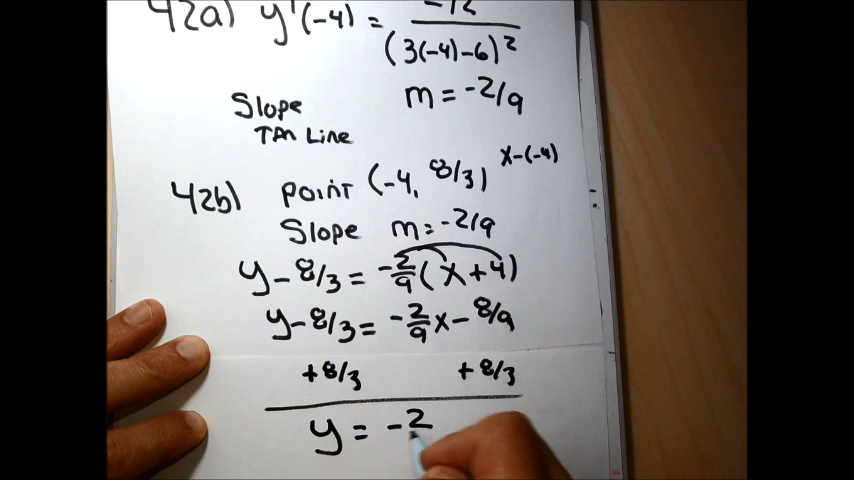 42a) y'(-4) = -12/(3(-4)-6)²
m = -2/9
Slope
TAN Line
x-(-4)
42b) POINT (-4, 8/3)
Slope m = -2/9
y - 8/3 = -2/9 (x + 4)
y - 8/3 = -2/9 x - 8/9
+ 8/3 + 8/3
y = -2